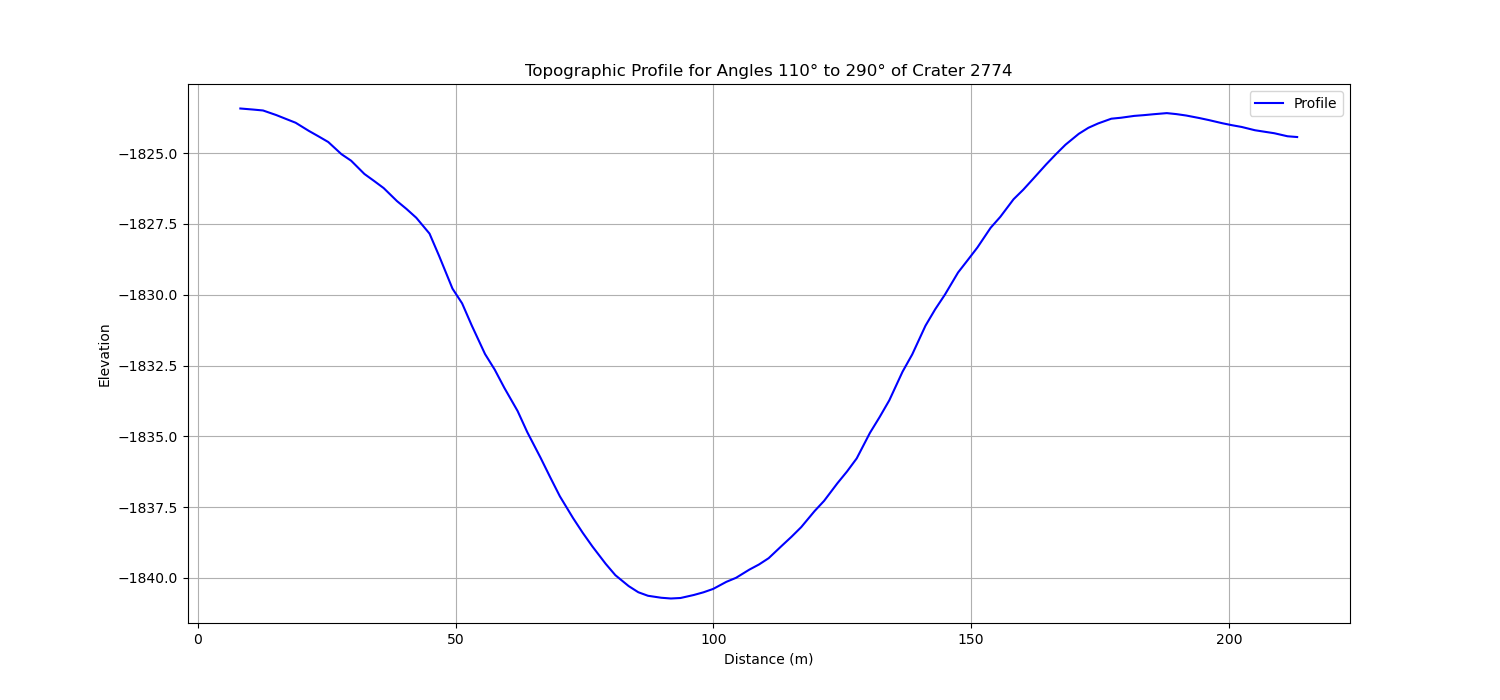 Topographic Profile for Angles 110° to 290° of Crater 2774
Profile
Elevation
−1825.0
−1827.5
−1830.0
−1832.5
−1835.0
−1837.5
−1840.0
0 50 100 150 200
Distance (m)